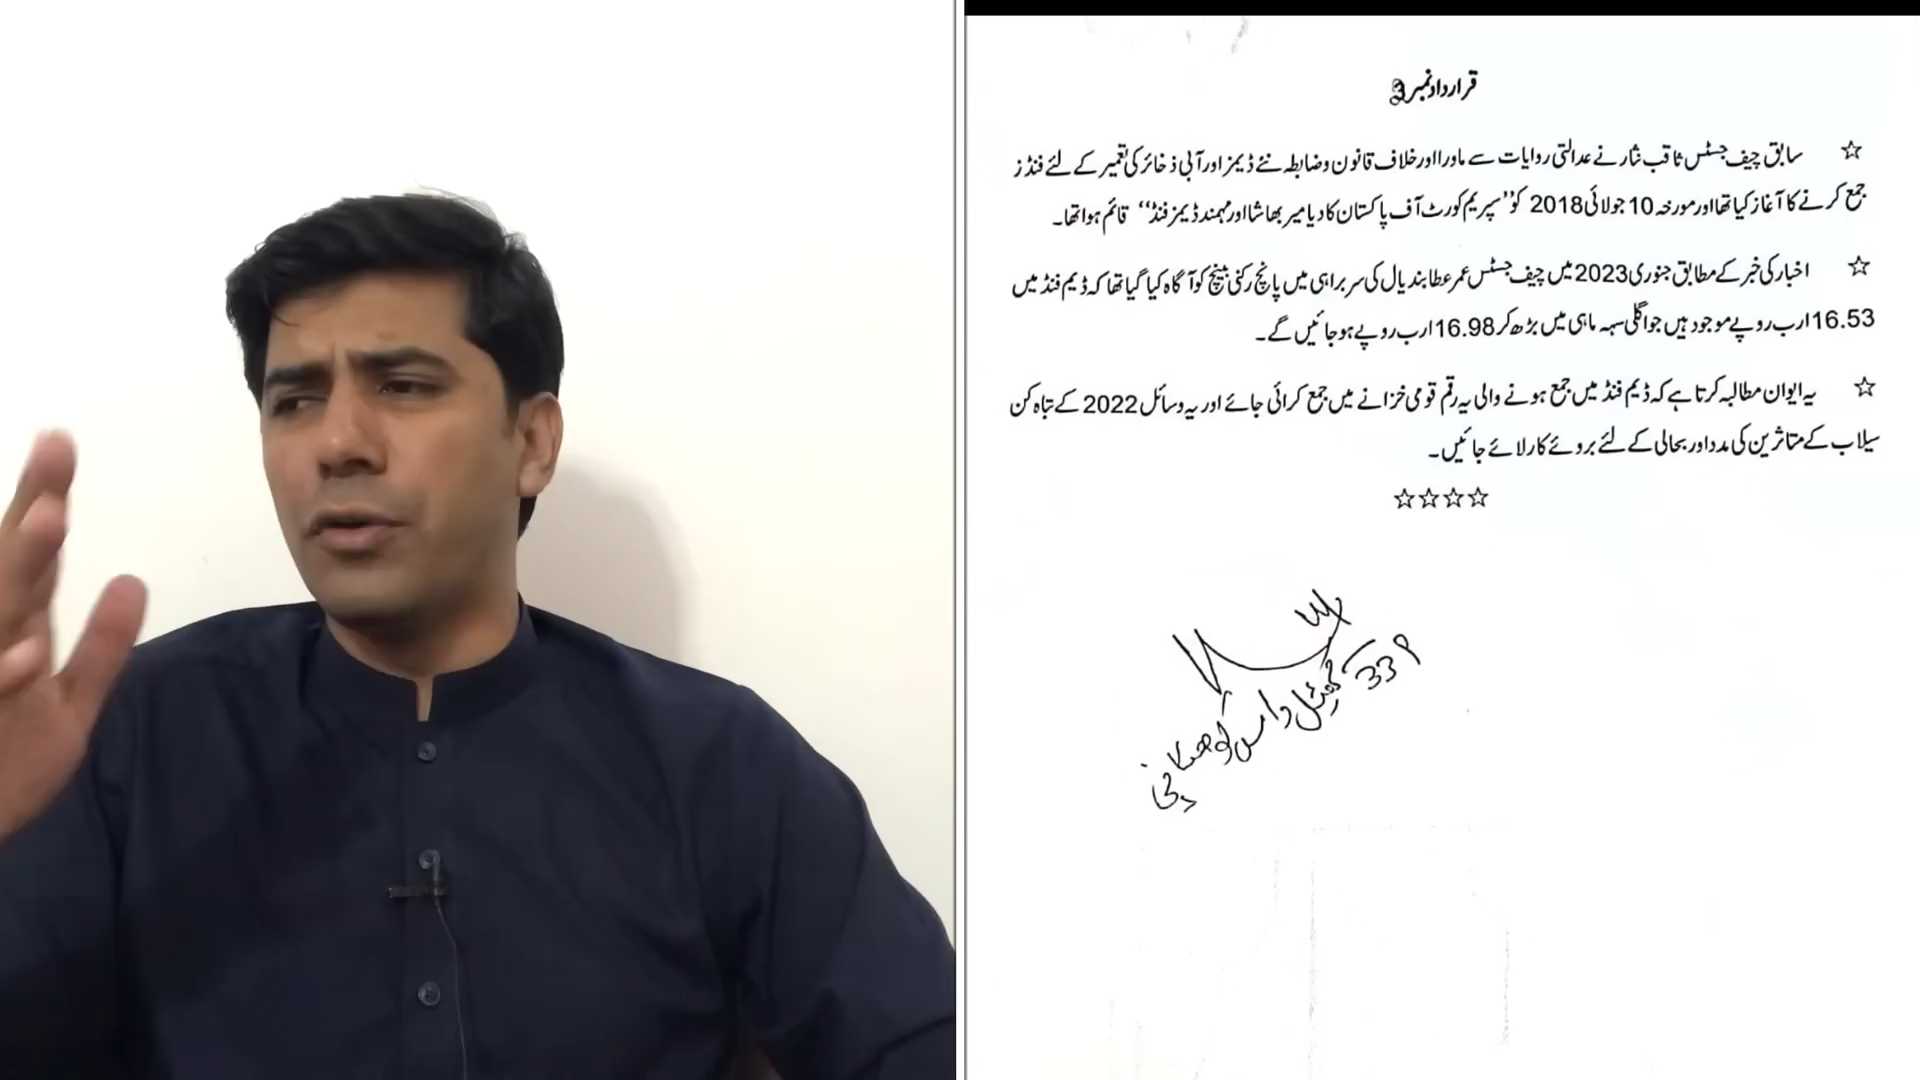 قرارداد نمبر 3
☆ سابق چیف جسٹس ثاقب نثار نے عدالتی روایات سے ماورا اور خلاف قانون وضابطہ نئے ڈیمز اور آبی ذخائر کی تعمیر کے لئے فنڈز
جمع کرنے کا آغاز کیا تھا اور مورخہ 10 جولائی 2018 کو ’’سپریم کورٹ آف پاکستان کا دیامیر بھاشا اور مہمند ڈیمز فنڈ‘‘ قائم ہوا تھا۔
☆ اخبار کی خبر کے مطابق جنوری 2023 میں چیف جسٹس عمر عطا بندیال کی سربراہی میں پانچ رکنی بینچ کو آگاہ کیا گیا تھا کہ ڈیم فنڈ میں
16.53 ارب روپے موجود ہیں جو اگلی سہہ ماہی میں بڑھ کر 16.98 ارب روپے ہو جائیں گے۔
☆ یہ ایوان مطالبہ کرتا ہے کہ ڈیم فنڈ میں جمع ہونے والی یہ رقم قومی خزانے میں جمع کرائی جائے اور یہ وسائل 2022 کے تباہ کن
سیلاب کے متاثرین کی مدد اور بحالی کے لئے بروئے کار لائے جائیں۔
☆☆☆☆
کھیئل داس کوھستانی